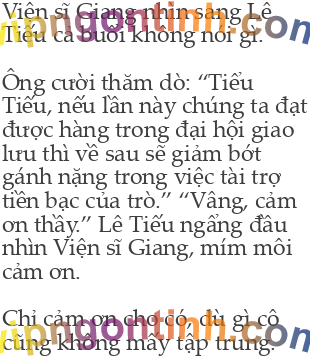 Viện sĩ Giang nhìn sang Lê
Tiếu cả buổi không nói gì.
Ông cười thăm dò: “Tiểu
Tiếu, nếu lần này chúng ta đạt
được hàng trong đại hội giao
lưu thì về sau sẽ giảm bớt
gánh nặng trong việc tài trợ
tiền bạc của trò.” “Vâng, cảm
ơn thầy.” Lê Tiếu ngẩng đầu
nhìn Viện sĩ Giang, mím môi
cảm ơn.
Chỉ cảm ơn cho có, dù gì cô
cũng không mấy tập trung.
vipngontinh.com
vipngontinh.com